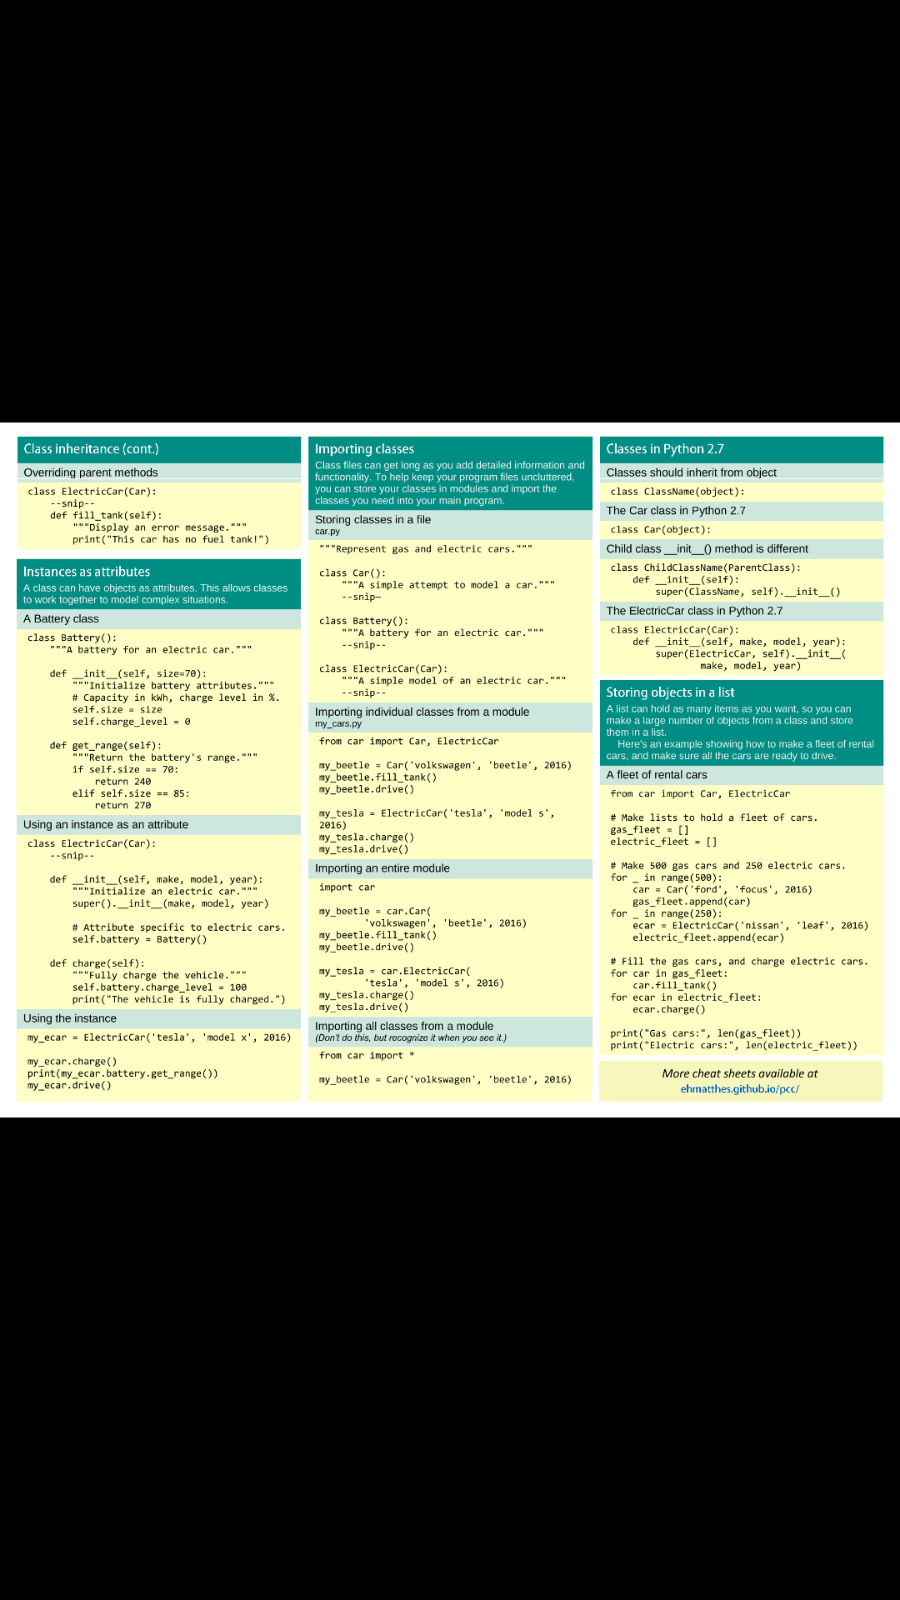 Class inheritance (cont.)
Overriding parent methods
class ElectricCar(Car):
    --snip--
    def fill_tank(self):
        """Display an error message."""
        print("This car has no fuel tank!")
Instances as attributes
A class can have objects as attributes. This allows classes
to work together to model complex situations.
A Battery class
class Battery():
    """A battery for an electric car."""

    def __init__(self, size=70):
        """Initialize battery attributes."""
        # Capacity in kWh, charge level in %.
        self.size = size
        self.charge_level = 0

    def get_range(self):
        """Return the battery's range."""
        if self.size == 70:
            return 240
        elif self.size == 85:
            return 270
Using an instance as an attribute
class ElectricCar(Car):
    --snip--

    def __init__(self, make, model, year):
        """Initialize an electric car."""
        super().__init__(make, model, year)

        # Attribute specific to electric cars.
        self.battery = Battery()

    def charge(self):
        """Fully charge the vehicle."""
        self.battery.charge_level = 100
        print("The vehicle is fully charged.")
Using the instance
my_ecar = ElectricCar('tesla', 'model x', 2016)

my_ecar.charge()
print(my_ecar.battery.get_range())
my_ecar.drive()
Importing classes
Class files can get long as you add detailed information and
functionality. To help keep your program files uncluttered,
you can store your classes in modules and import the
classes you need into your main program.
Storing classes in a file
car.py
"""Represent gas and electric cars."""

class Car():
    """A simple attempt to model a car."""
    --snip—

class Battery():
    """A battery for an electric car."""
    --snip--

class ElectricCar(Car):
    """A simple model of an electric car."""
    --snip--
Importing individual classes from a module
my_cars.py
from car import Car, ElectricCar

my_beetle = Car('volkswagen', 'beetle', 2016)
my_beetle.fill_tank()
my_beetle.drive()

my_tesla = ElectricCar('tesla', 'model s',
2016)
my_tesla.charge()
my_tesla.drive()
Importing an entire module
import car

my_beetle = car.Car(
        'volkswagen', 'beetle', 2016)
my_beetle.fill_tank()
my_beetle.drive()

my_tesla = car.ElectricCar(
        'tesla', 'model s', 2016)
my_tesla.charge()
my_tesla.drive()
Importing all classes from a module
(Don't do this, but recognize it when you see it.)
from car import *

my_beetle = Car('volkswagen', 'beetle', 2016)
Classes in Python 2.7
Classes should inherit from object
class ClassName(object):
The Car class in Python 2.7
class Car(object):
Child class __init__() method is different
class ChildClassName(ParentClass):
    def __init__(self):
        super(ClassName, self).__init__()
The ElectricCar class in Python 2.7
class ElectricCar(Car):
    def __init__(self, make, model, year):
        super(ElectricCar, self).__init__(
                make, model, year)
Storing objects in a list
A list can hold as many items as you want, so you can
make a large number of objects from a class and store
them in a list.
    Here's an example showing how to make a fleet of rental
cars, and make sure all the cars are ready to drive.
A fleet of rental cars
from car import Car, ElectricCar

# Make lists to hold a fleet of cars.
gas_fleet = []
electric_fleet = []

# Make 500 gas cars and 250 electric cars.
for _ in range(500):
    car = Car('ford', 'focus', 2016)
    gas_fleet.append(car)
for _ in range(250):
    ecar = ElectricCar('nissan', 'leaf', 2016)
    electric_fleet.append(ecar)

# Fill the gas cars, and charge electric cars.
for car in gas_fleet:
    car.fill_tank()
for ecar in electric_fleet:
    ecar.charge()

print("Gas cars:", len(gas_fleet))
print("Electric cars:", len(electric_fleet))
More cheat sheets available at
ehmatthes.github.io/pcc/